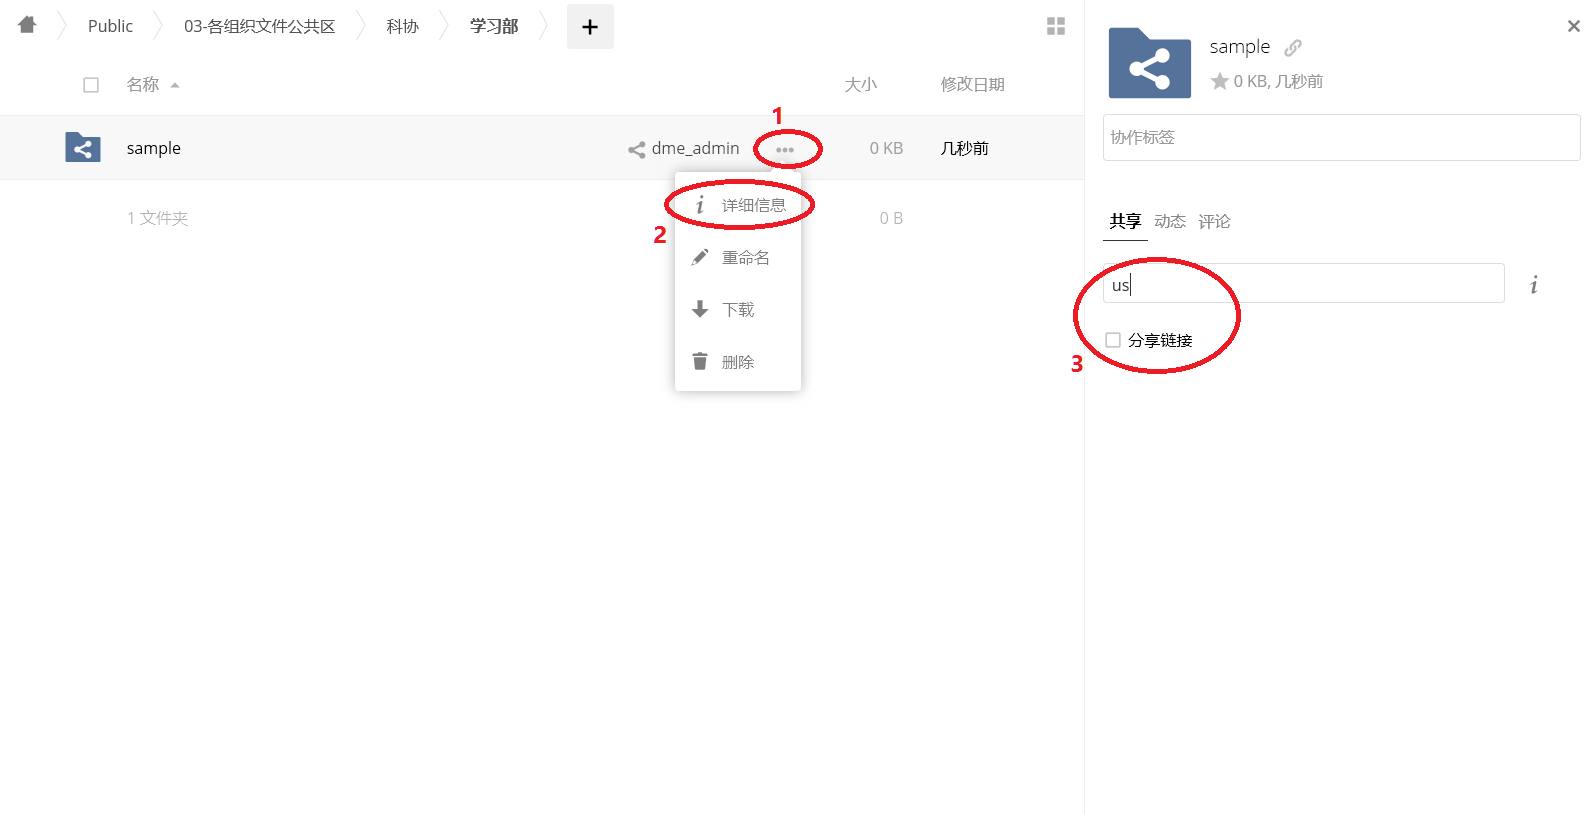 Public 03-各组织文件公共区 科协 学习部 +
名称 大小 修改日期
1
sample dme_admin ••• 0 KB 几秒前
i 详细信息
2
重命名
下载
删除
1 文件夹 0 B
×
sample
0 KB, 几秒前
协作标签
共享 动态 评论
us i
分享链接
3